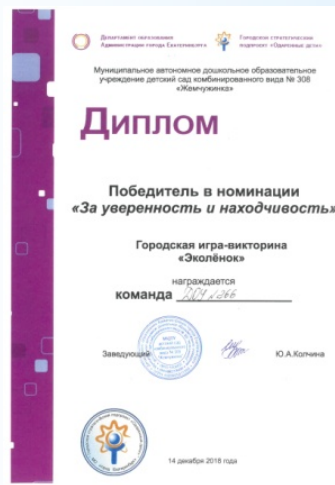 Департамент образования
Администрации города Екатеринбурга
Городской стратегический
подпроект «Одаренные дети»
Муниципальное автономное дошкольное образовательное
учреждение детский сад комбинированного вида № 308
«Жемчужинка»
Диплом
Победитель в номинации
«За уверенность и находчивость»
Городская игра-викторина
«Эколёнок»
награждается
команда ДОУ №266
Заведующий
Ю.А.Колчина
14 декабря 2018 года